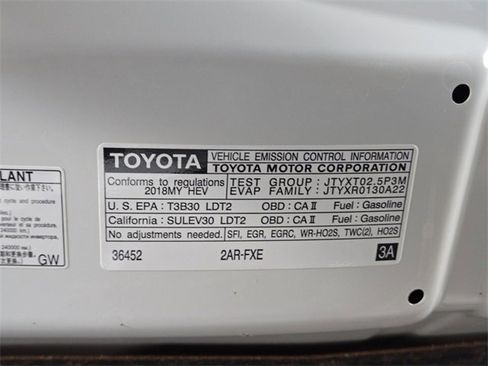 TOYOTA
VEHICLE EMISSION CONTROL INFORMATION
TOYOTA MOTOR CORPORATION
Conforms to regulations
2018MY HEV
TEST GROUP : JTYXT02.5P3M
EVAP FAMILY : JTYXR0130A22
U.S. EPA : T3B30 LDT2 OBD : CA II Fuel : Gasoline
California : SULEV30 LDT2 OBD : CA II Fuel : Gasoline
No adjustments needed. SFI, EGR, EGRC, WR-HO2S, TWC(2), HO2S
36452 2AR-FXE 3A
LANT
GW